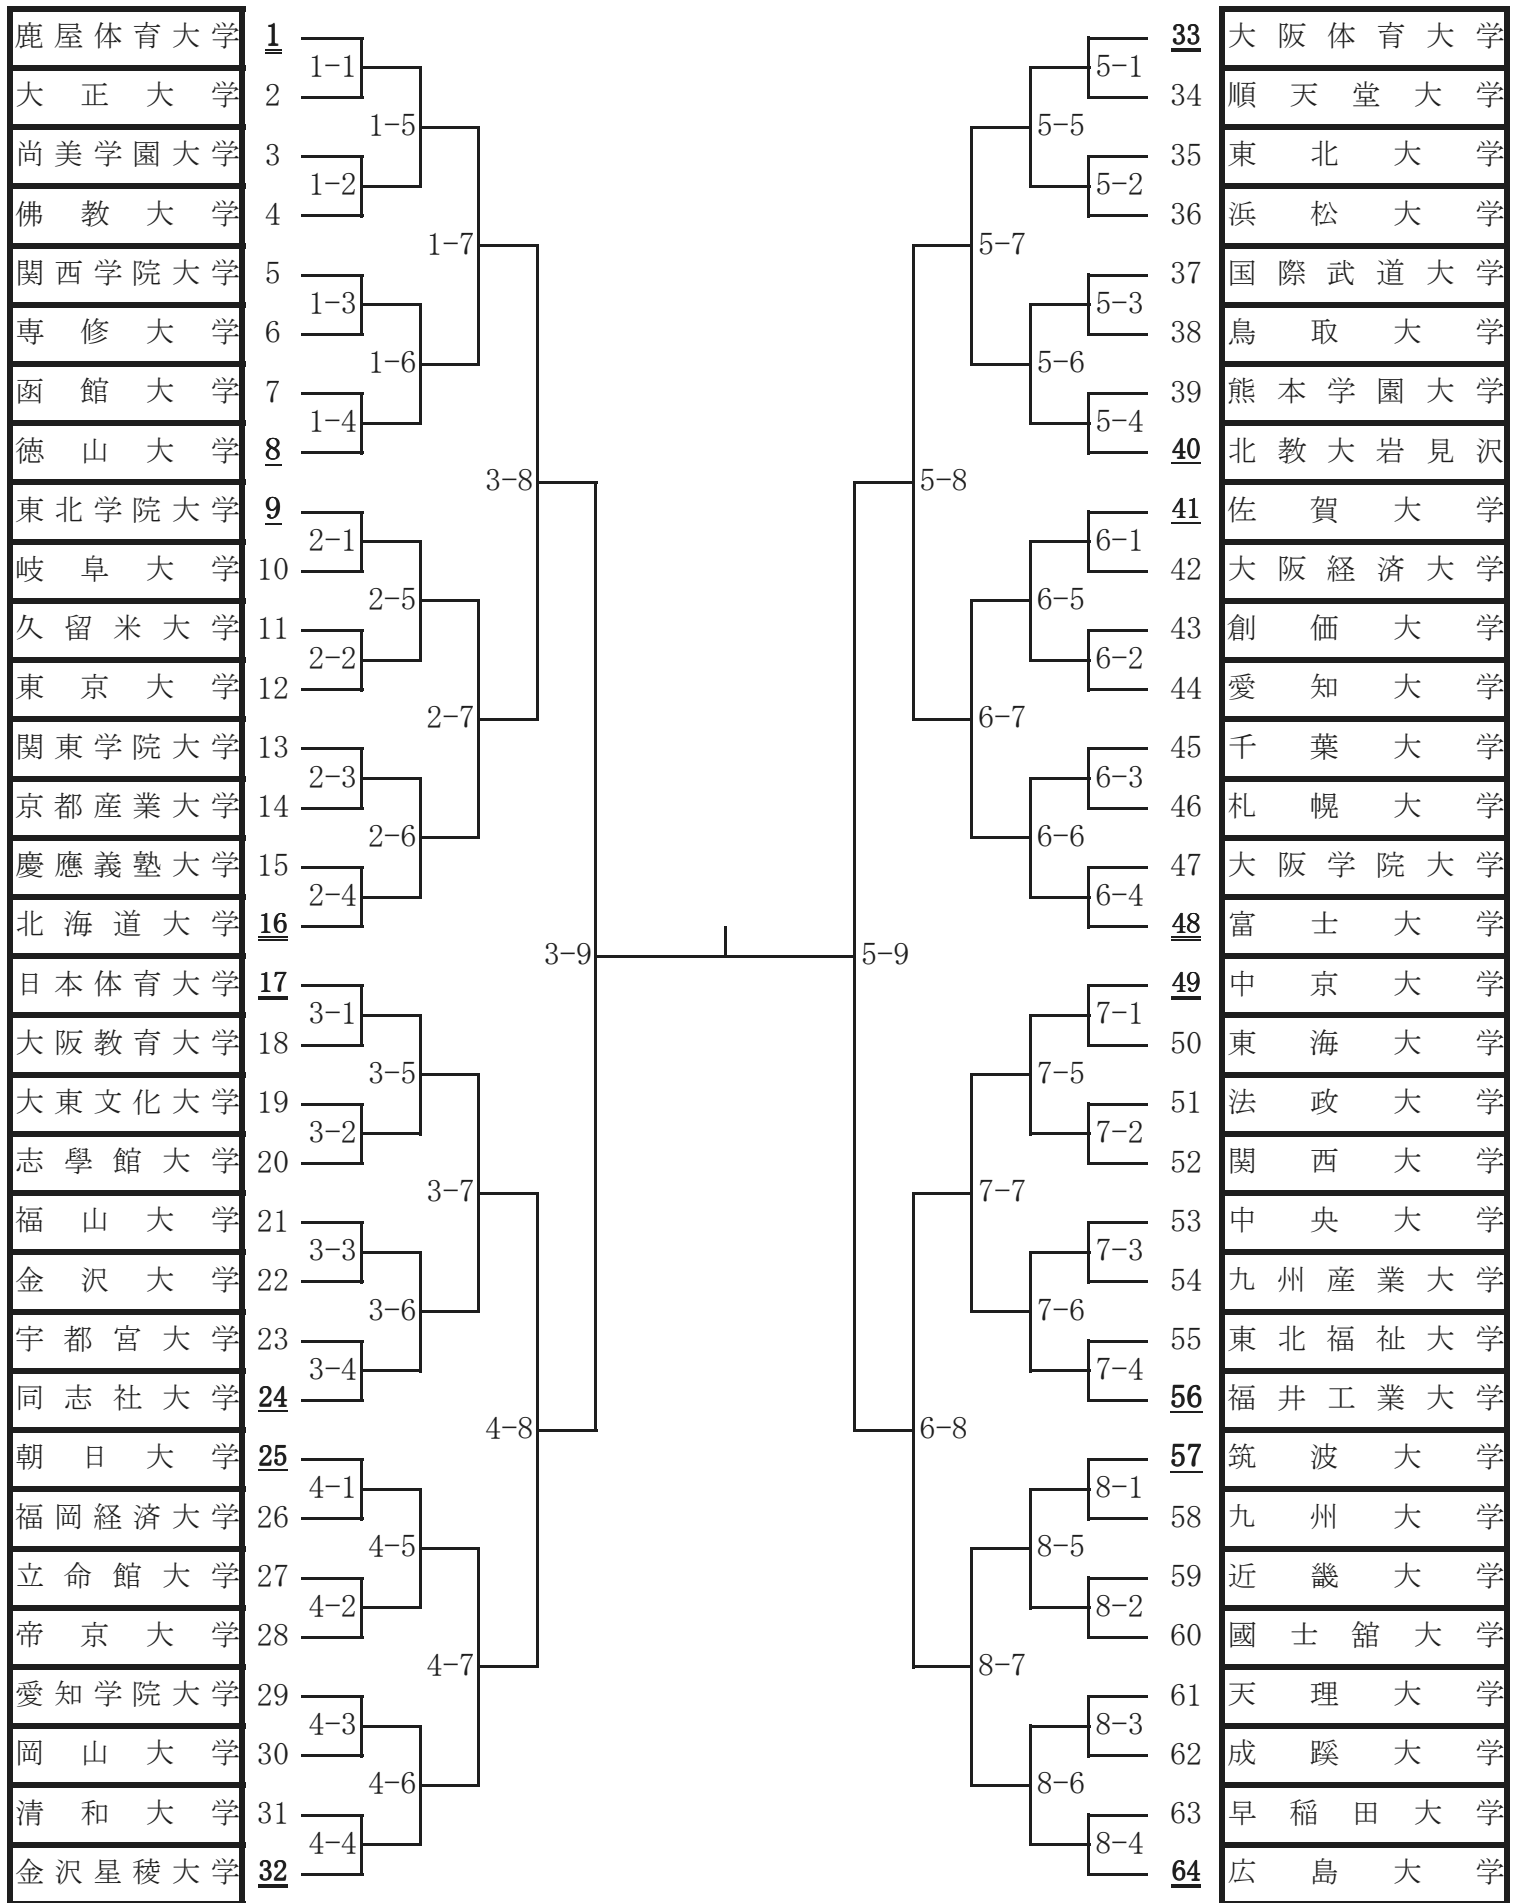 鹿屋体育大学 1
1-1
大正大学 2
1-5
尚美学園大学 3
1-2
佛教大学 4
1-7
関西学院大学 5
1-3
専修大学 6
1-6
函館大学 7
1-4
徳山大学 8
3-8
東北学院大学 9
2-1
岐阜大学 10
2-5
久留米大学 11
2-2
東京大学 12
2-7
関東学院大学 13
2-3
京都産業大学 14
2-6
慶應義塾大学 15
2-4
北海道大学 16
3-9
日本体育大学 17
3-1
大阪教育大学 18
3-5
大東文化大学 19
3-2
志學館大学 20
3-7
福山大学 21
3-3
金沢大学 22
3-6
宇都宮大学 23
3-4
同志社大学 24
4-8
朝日大学 25
4-1
福岡経済大学 26
4-5
立命館大学 27
4-2
帝京大学 28
4-7
愛知学院大学 29
4-3
岡山大学 30
4-6
清和大学 31
4-4
金沢星稜大学 32
33 大阪体育大学
5-1
34 順天堂大学
5-5
35 東北大学
5-2
36 浜松大学
5-7
37 国際武道大学
5-3
38 鳥取大学
5-6
39 熊本学園大学
5-4
40 北教大岩見沢
5-8
41 佐賀大学
6-1
42 大阪経済大学
6-5
43 創価大学
6-2
44 愛知大学
6-7
45 千葉大学
6-3
46 札幌大学
6-6
47 大阪学院大学
6-4
48 富士大学
5-9
49 中京大学
7-1
50 東海大学
7-5
51 法政大学
7-2
52 関西大学
7-7
53 中央大学
7-3
54 九州産業大学
7-6
55 東北福祉大学
7-4
56 福井工業大学
6-8
57 筑波大学
8-1
58 九州大学
8-5
59 近畿大学
8-2
60 國士舘大学
8-7
61 天理大学
8-3
62 成蹊大学
8-6
63 早稲田大学
8-4
64 広島大学